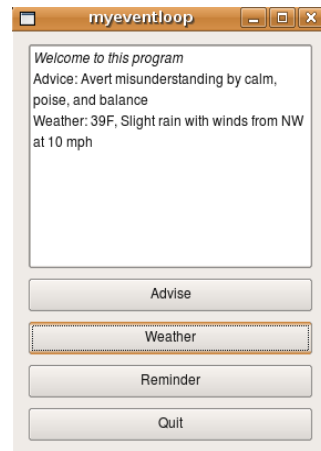 myeventloop
Welcome to this program
Advice: Avert misunderstanding by calm,
poise, and balance
Weather: 39F, Slight rain with winds from NW
at 10 mph
Advise
Weather
Reminder
Quit